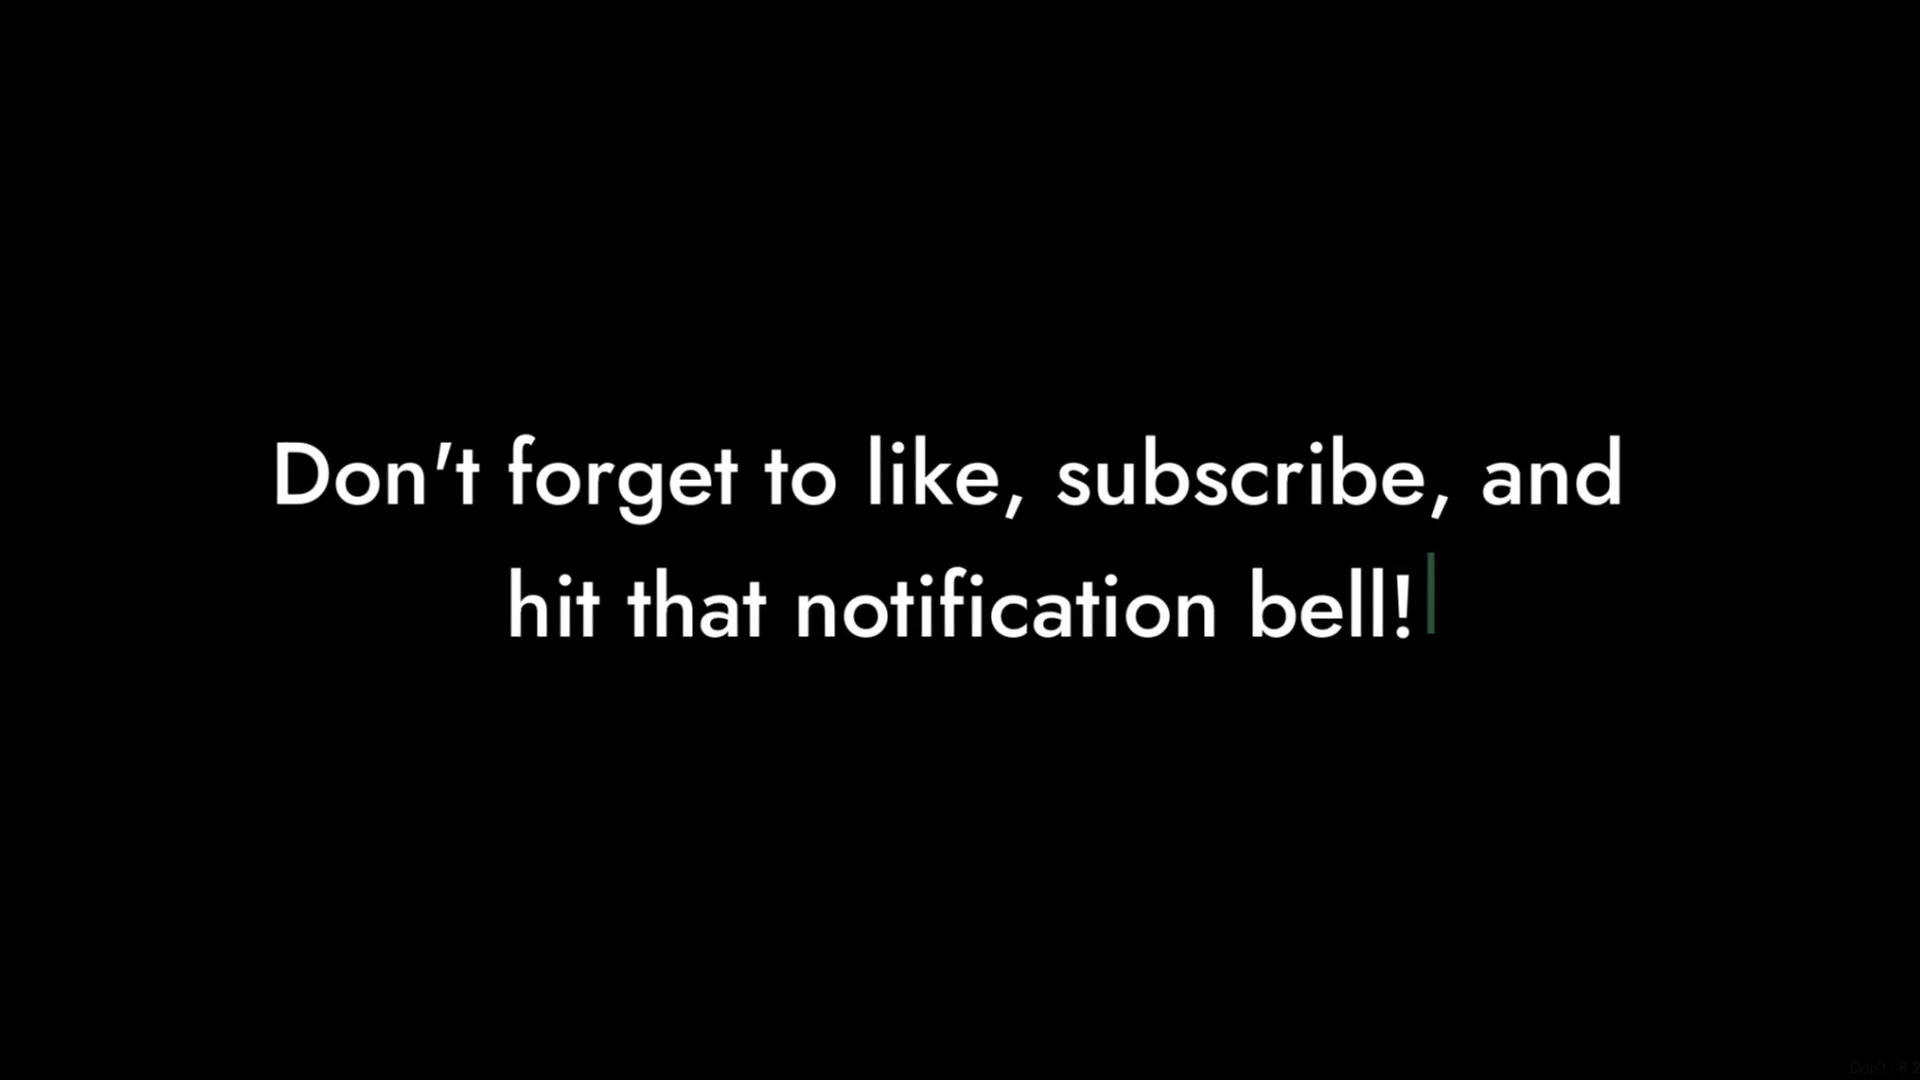 Don't forget to like, subscribe, and
hit that notification bell!